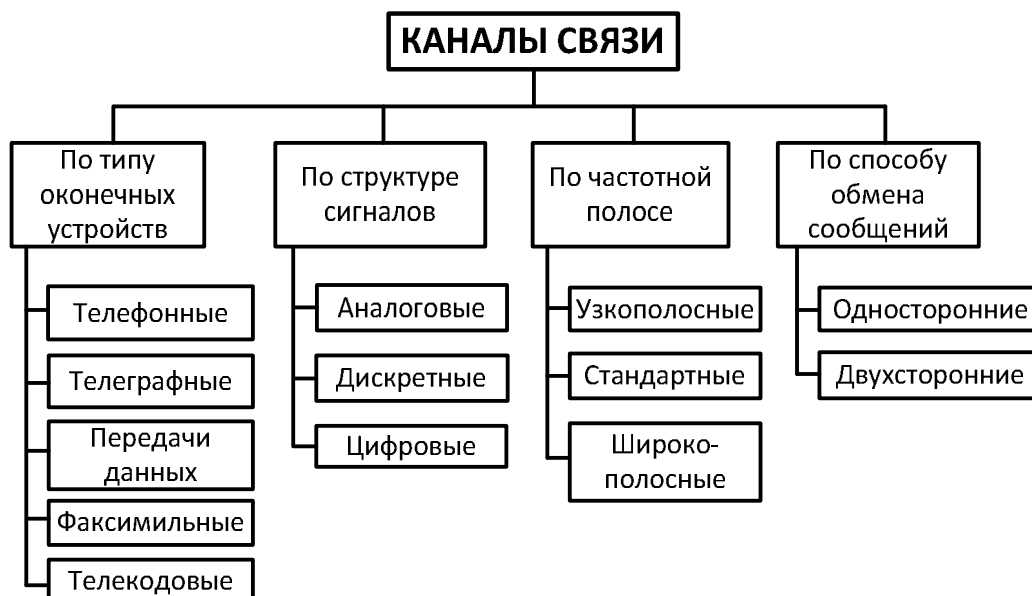 КАНАЛЫ СВЯЗИ
По типу
оконечных
устройств
Телефонные
Телеграфные
Передачи
данных
Факсимильные
Телекодовые
По структуре
сигналов
Аналоговые
Дискретные
Цифровые
По частотной
полосе
Узкополосные
Стандартные
Широко-
полосные
По способу
обмена
сообщений
Односторонние
Двухсторонние